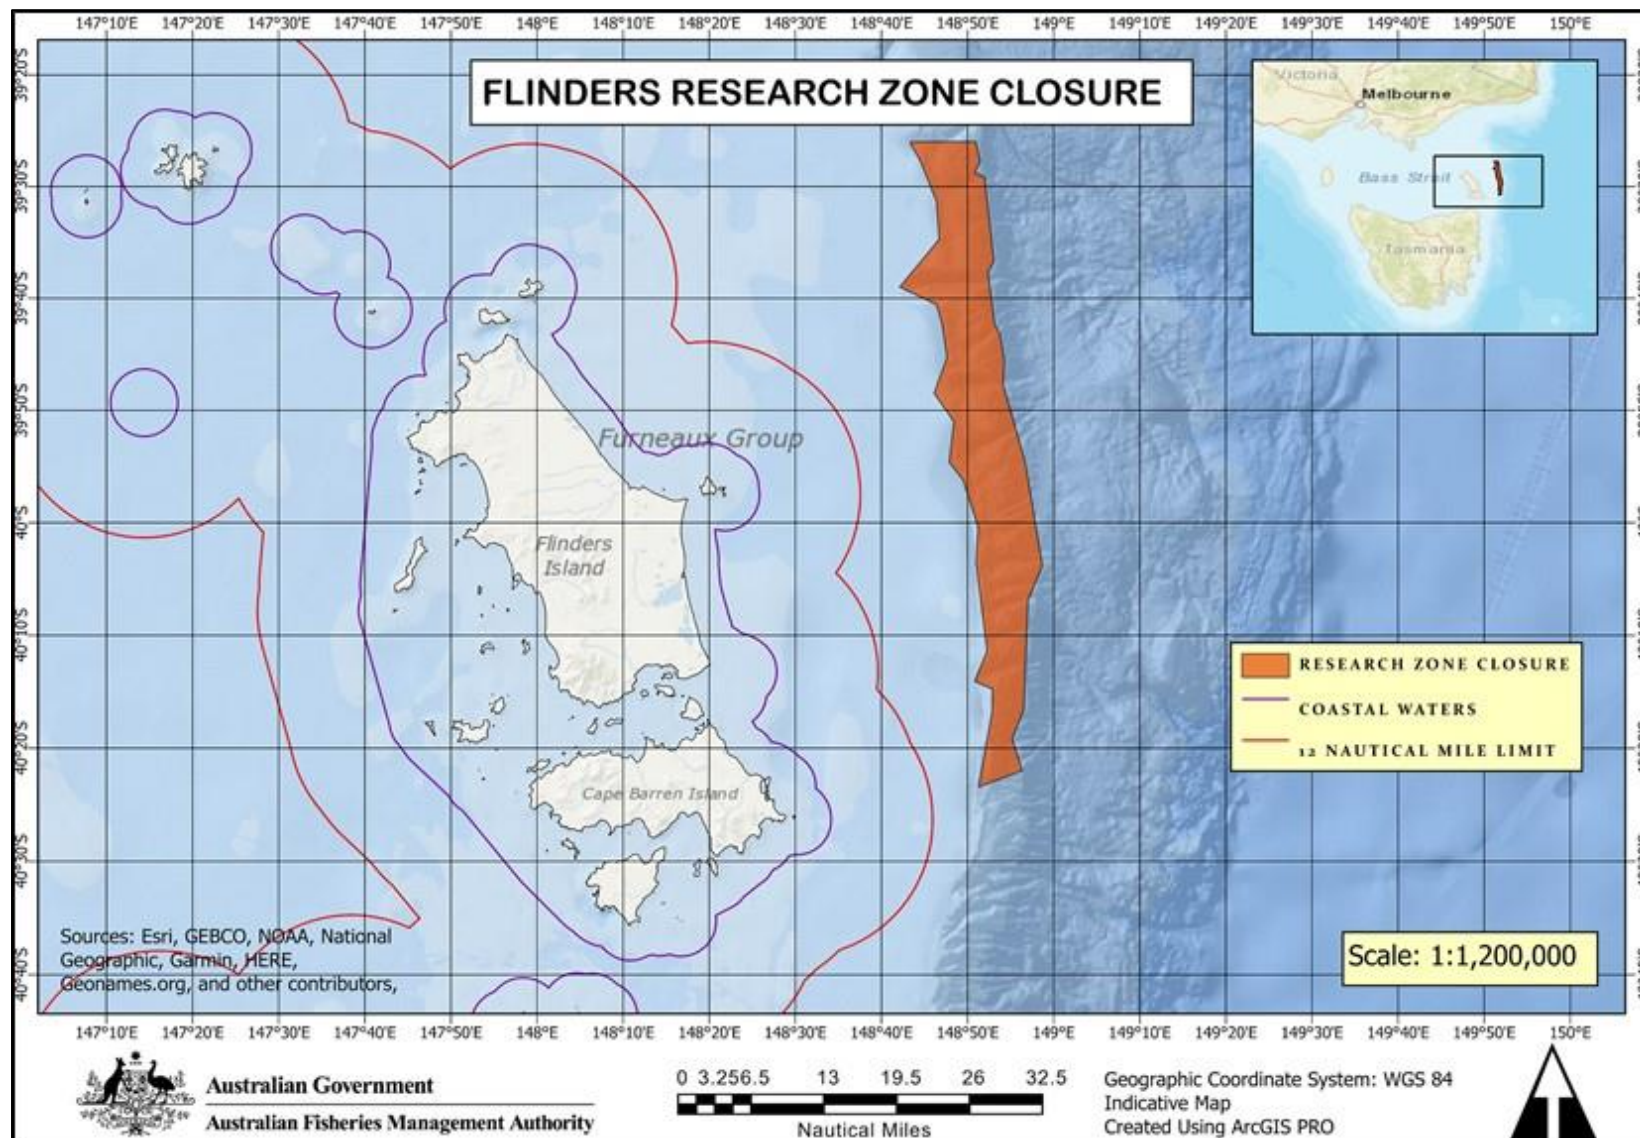 147°10'E 147°20'E 147°30'E 147°40'E 147°50'E 148°E 148°10'E 148°20'E 148°30'E 148°40'E 148°50'E 149°E 149°10'E 149°20'E 149°30'E 149°40'E 149°50'E 150°E
FLINDERS RESEARCH ZONE CLOSURE
Victoria
Melbourne
Bass Strait
Tasmania
39°20'S
39°30'S
39°40'S
39°50'S
40°S
40°10'S
40°20'S
40°30'S
40°40'S
Furneaux Group
Flinders
Island
Cape Barren Island
RESEARCH ZONE CLOSURE
COASTAL WATERS
12 NAUTICAL MILE LIMIT
Sources: Esri, GEBCO, NOAA, National
Geographic, Garmin, HERE,
Geonames.org, and other contributors,
Scale: 1:1,200,000
147°10'E 147°20'E 147°30'E 147°40'E 147°50'E 148°E 148°10'E 148°20'E 148°30'E 148°40'E 148°50'E 149°E 149°10'E 149°20'E 149°30'E 149°40'E 149°50'E 150°E
Australian Government
Australian Fisheries Management Authority
0 3.25 6.5 13 19.5 26 32.5
Nautical Miles
Geographic Coordinate System: WGS 84
Indicative Map
Created Using ArcGIS PRO